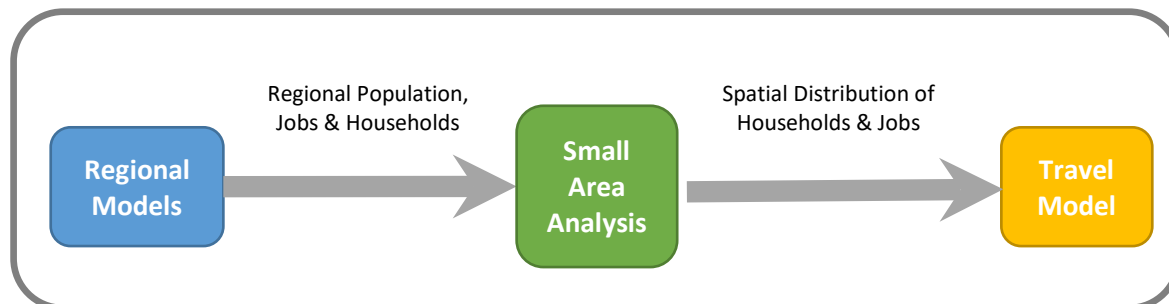 Regional Population,
Jobs & Households
Spatial Distribution of
Households & Jobs
Regional
Models
Small
Area
Analysis
Travel
Model